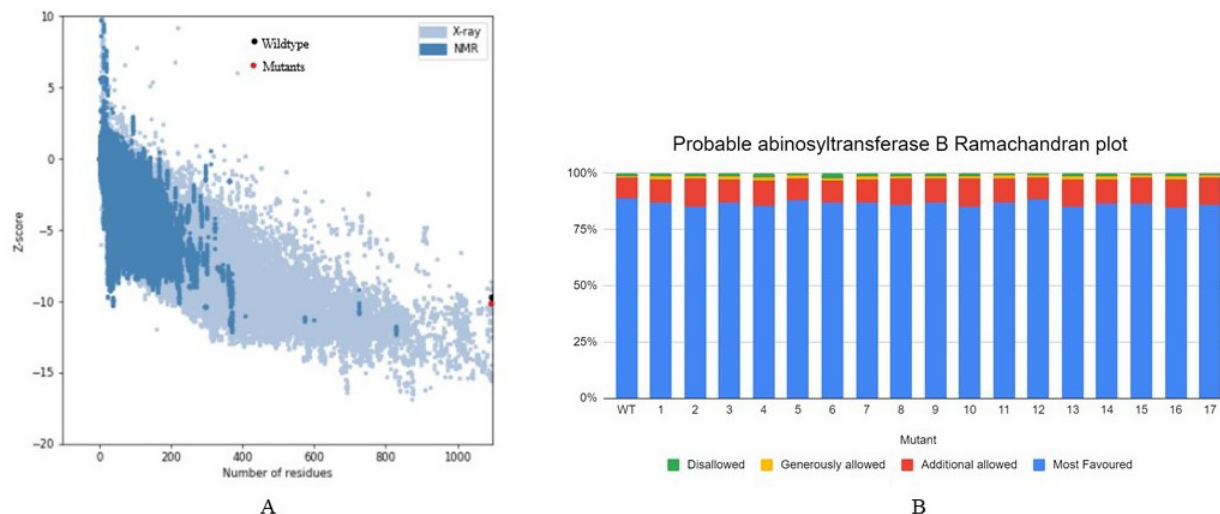 10
5
0
−5
−10
−15
−20
Z-score
0
200
400
600
800
1000
Number of residues
Wildtype
Mutants
X-ray
NMR
A
Probable abinosyltransferase B Ramachandran plot
100%
75%
50%
25%
0%
WT 1 2 3 4 5 6 7 8 9 10 11 12 13 14 15 16 17
Mutant
Disallowed Generously allowed Additional allowed Most Favoured
B